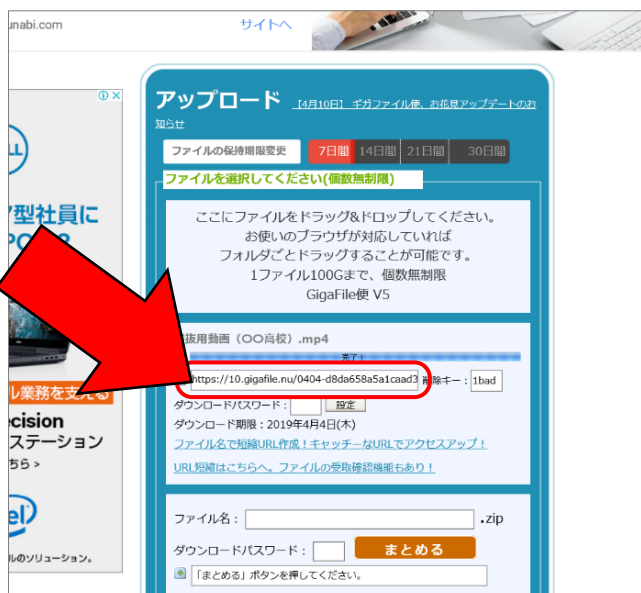 unabi.com
サイトへ
アップロード 【4月10日】 ギガファイル便、お花見アップデートのお
知らせ
ファイルの保持期限変更 7日間 14日間 21日間 30日間
ファイルを選択してください(個数無制限)
ここにファイルをドラッグ&ドロップしてください。
お使いのブラウザが対応していれば
フォルダごとドラッグすることが可能です。
1ファイル100Gまで、個数無制限
GigaFile便 V5
抜用動画（〇〇高校）.mp4
完了！
https://10.gigafile.nu/0404-d8da658a5a1caad3 削除キー： 1bad
ダウンロードパスワード： 設定
ダウンロード期限：2019年4月4日(木)
ファイル名で短縮URL作成！キャッチーなURLでアクセスアップ！
URL短縮はこちらへ。ファイルの受取確認機能もあり！
ファイル名： .zip
ダウンロードパスワード： まとめる
「まとめる」ボタンを押してください。
型社員に
ル業務を支える
ecision
ステーション
ちら >
el
ルのソリューション。